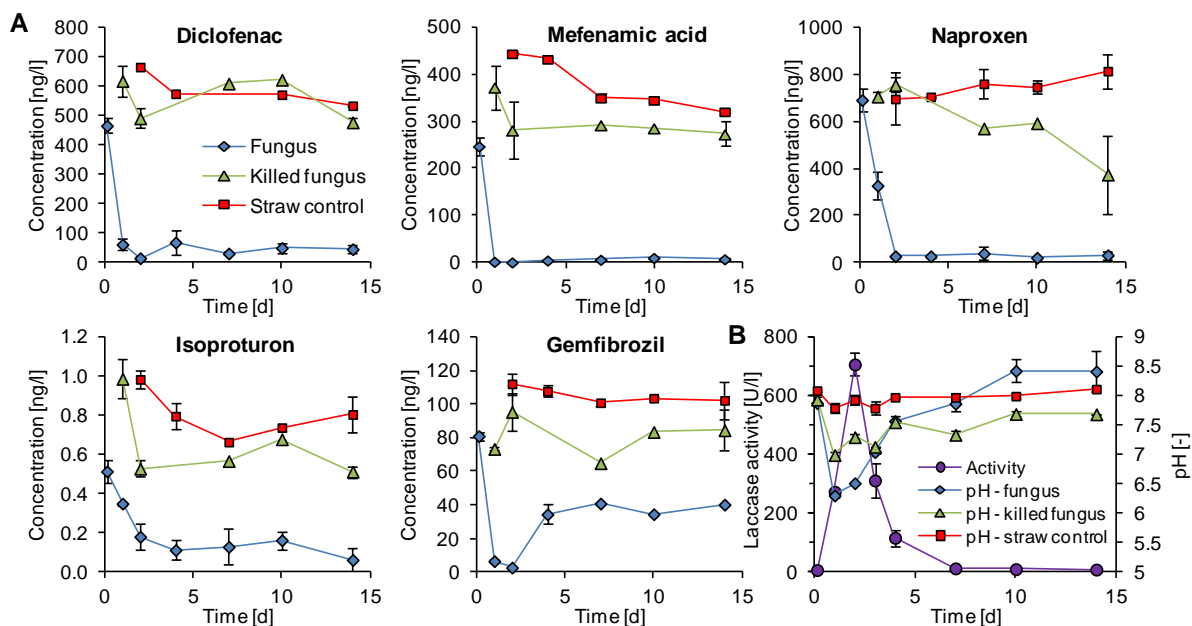 A
Diclofenac
Concentration [ng/l]
800
700
600
500
400
300
200
100
0
0 5 10 15
Time [d]
Fungus
Killed fungus
Straw control
Mefenamic acid
Concentration [ng/l]
500
400
300
200
100
0
0 5 10 15
Time [d]
Naproxen
Concentration [ng/l]
1000
800
600
400
200
0
0 5 10 15
Time [d]
Isoproturon
Concentration [ng/l]
1.2
1.0
0.8
0.6
0.4
0.2
0.0
0 5 10 15
Time [d]
Gemfibrozil
Concentration [ng/l]
140
120
100
80
60
40
20
0
0 5 10 15
Time [d]
B
Laccase activity [U/l]
800
600
400
200
0
0 5 10 15
Time [d]
9
8.5
8
7.5
7
6.5
6
5.5
5
pH [-]
Activity
pH - fungus
pH - killed fungus
pH - straw control